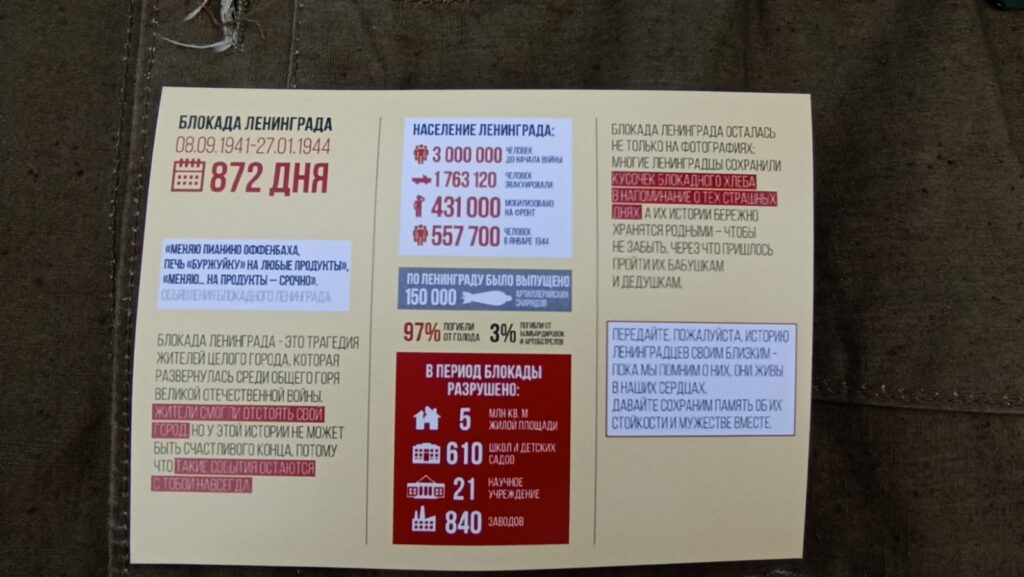 БЛОКАДА ЛЕНИНГРАДА
08.09.1941-27.01.1944
872 ДНЯ
«МЕНЯЮ ПИАНИНО ОФФЕНБАХА,
ПЕЧЬ «БУРЖУЙКУ» НА ЛЮБЫЕ ПРОДУКТЫ»,
«МЕНЯЮ... НА ПРОДУКТЫ – СРОЧНО».
ОБЪЯВЛЕНИЯ БЛОКАДНОГО ЛЕНИНГРАДА
БЛОКАДА ЛЕНИНГРАДА - ЭТО ТРАГЕДИЯ
ЖИТЕЛЕЙ ЦЕЛОГО ГОРОДА, КОТОРАЯ
РАЗВЕРНУЛАСЬ СРЕДИ ОБЩЕГО ГОРЯ
ВЕЛИКОЙ ОТЕЧЕСТВЕННОЙ ВОЙНЫ.
ЖИТЕЛИ СМОГЛИ ОТСТОЯТЬ СВОЙ
ГОРОД, НО У ЭТОЙ ИСТОРИИ НЕ МОЖЕТ
БЫТЬ СЧАСТЛИВОГО КОНЦА, ПОТОМУ
ЧТО ТАКИЕ СОБЫТИЯ ОСТАЮТСЯ
С ТОБОЙ НАВСЕГДА.
НАСЕЛЕНИЕ ЛЕНИНГРАДА:
3 000 000 ЧЕЛОВЕК
ДО НАЧАЛА ВОЙНЫ
1 763 120 ЧЕЛОВЕК
ЭВАКУИРОВАЛИ
431 000 МОБИЛИЗОВАНО
НА ФРОНТ
557 700 ЧЕЛОВЕК
В ЯНВАРЕ 1944
ПО ЛЕНИНГРАДУ БЫЛО ВЫПУЩЕНО
150 000 АРТИЛЛЕРИЙСКИХ
СНАРЯДОВ
97% ПОГИБЛИ
ОТ ГОЛОДА
3% ПОГИБЛИ ОТ
БОМБАРДИРОВОК
И АРТОБСТРЕЛОВ
В ПЕРИОД БЛОКАДЫ
РАЗРУШЕНО:
5 МЛН КВ. М
ЖИЛОЙ ПЛОЩАДИ
610 ШКОЛ И ДЕТСКИХ
САДОВ
21 НАУЧНОЕ
УЧРЕЖДЕНИЕ
840 ЗАВОДОВ
БЛОКАДА ЛЕНИНГРАДА ОСТАЛАСЬ
НЕ ТОЛЬКО НА ФОТОГРАФИЯХ:
МНОГИЕ ЛЕНИНГРАДЦЫ СОХРАНИЛИ
КУСОЧЕК БЛОКАДНОГО ХЛЕБА
В НАПОМИНАНИЕ О ТЕХ СТРАШНЫХ
ДНЯХ, А ИХ ИСТОРИИ БЕРЕЖНО
ХРАНЯТСЯ РОДНЫМИ – ЧТОБЫ
НЕ ЗАБЫТЬ, ЧЕРЕЗ ЧТО ПРИШЛОСЬ
ПРОЙТИ ИХ БАБУШКАМ
И ДЕДУШКАМ.
ПЕРЕДАЙТЕ, ПОЖАЛУЙСТА, ИСТОРИЮ
ЛЕНИНГРАДЦЕВ СВОИМ БЛИЗКИМ -
ПОКА МЫ ПОМНИМ О НИХ, ОНИ ЖИВЫ
В НАШИХ СЕРДЦАХ.
ДАВАЙТЕ СОХРАНИМ ПАМЯТЬ ОБ ИХ
СТОЙКОСТИ И МУЖЕСТВЕ ВМЕСТЕ.